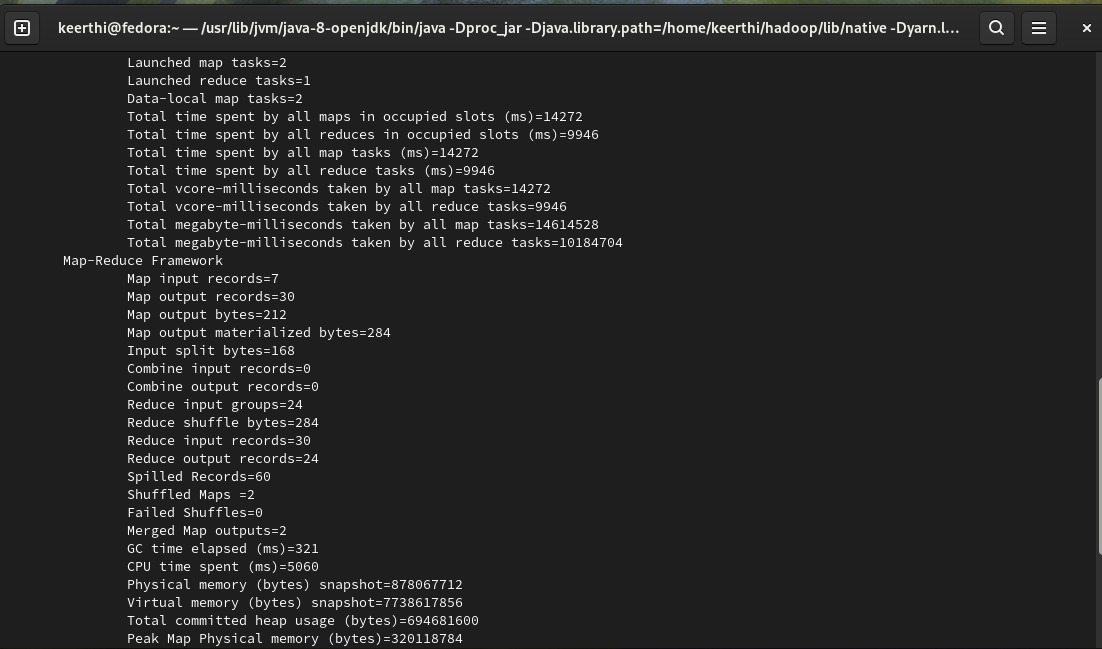 keerthi@fedora:~ — /usr/lib/jvm/java-8-openjdk/bin/java -Dproc_jar -Djava.library.path=/home/keerthi/hadoop/lib/native -Dyarn.l…
Launched map tasks=2
Launched reduce tasks=1
Data-local map tasks=2
Total time spent by all maps in occupied slots (ms)=14272
Total time spent by all reduces in occupied slots (ms)=9946
Total time spent by all map tasks (ms)=14272
Total time spent by all reduce tasks (ms)=9946
Total vcore-milliseconds taken by all map tasks=14272
Total vcore-milliseconds taken by all reduce tasks=9946
Total megabyte-milliseconds taken by all map tasks=14614528
Total megabyte-milliseconds taken by all reduce tasks=10184704
Map-Reduce Framework
Map input records=7
Map output records=30
Map output bytes=212
Map output materialized bytes=284
Input split bytes=168
Combine input records=0
Combine output records=0
Reduce input groups=24
Reduce shuffle bytes=284
Reduce input records=30
Reduce output records=24
Spilled Records=60
Shuffled Maps =2
Failed Shuffles=0
Merged Map outputs=2
GC time elapsed (ms)=321
CPU time spent (ms)=5060
Physical memory (bytes) snapshot=878067712
Virtual memory (bytes) snapshot=7738617856
Total committed heap usage (bytes)=694681600
Peak Map Physical memory (bytes)=320118784